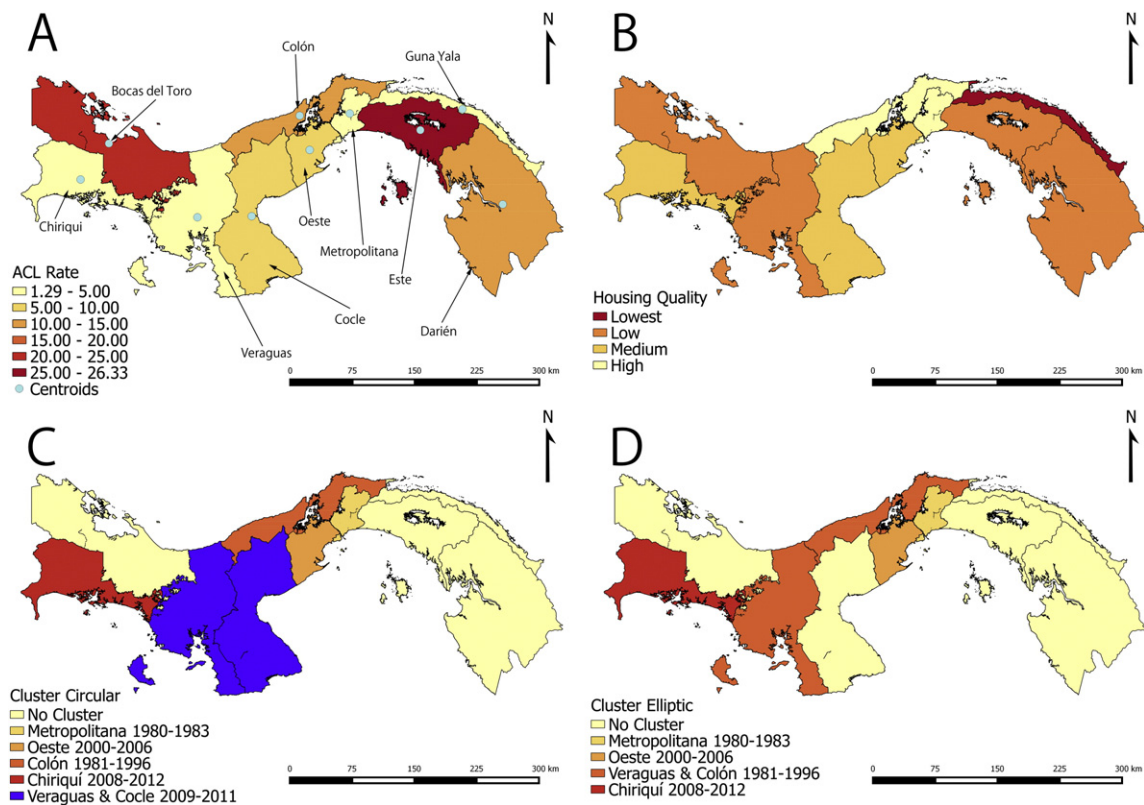 A
N
Colón
Guna Yala
Bocas del Toro
Chiriquí
Oeste
Metropolitana
Este
Cocle
Darién
Veraguas
ACL Rate
1.29 - 5.00
5.00 - 10.00
10.00 - 15.00
15.00 - 20.00
20.00 - 25.00
25.00 - 26.33
Centroids
0 75 150 225 300 km
B
N
Housing Quality
Lowest
Low
Medium
High
0 75 150 225 300 km
C
N
Cluster Circular
No Cluster
Metropolitana 1980-1983
Oeste 2000-2006
Colón 1981-1996
Chiriquí 2008-2012
Veraguas & Cocle 2009-2011
0 75 150 225 300 km
D
N
Cluster Elliptic
No Cluster
Metropolitana 1980-1983
Oeste 2000-2006
Veraguas & Colón 1981-1996
Chiriquí 2008-2012
0 75 150 225 300 km